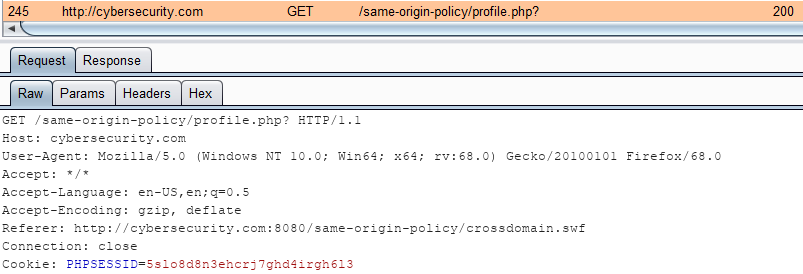 245 http://cybersecurity.com GET /same-origin-policy/profile.php? 200
Request Response
Raw Params Headers Hex
GET /same-origin-policy/profile.php? HTTP/1.1
Host: cybersecurity.com
User-Agent: Mozilla/5.0 (Windows NT 10.0; Win64; x64; rv:68.0) Gecko/20100101 Firefox/68.0
Accept: */*
Accept-Language: en-US,en;q=0.5
Accept-Encoding: gzip, deflate
Referer: http://cybersecurity.com:8080/same-origin-policy/crossdomain.swf
Connection: close
Cookie: PHPSESSID=5slo8d8n3ehcrj7ghd4irgh6l3